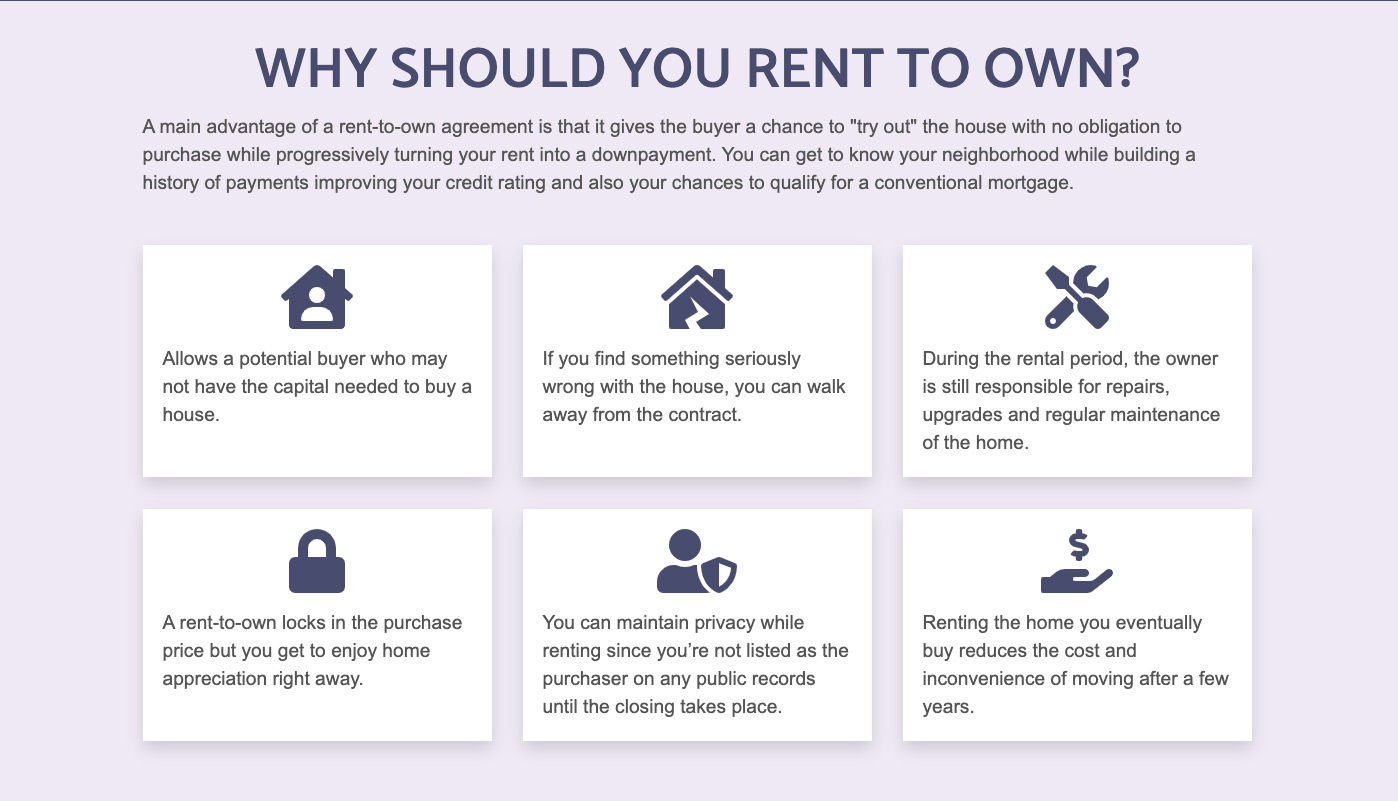 WHY SHOULD YOU RENT TO OWN?
A main advantage of a rent-to-own agreement is that it gives the buyer a chance to "try out" the house with no obligation to
purchase while progressively turning your rent into a downpayment. You can get to know your neighborhood while building a
history of payments improving your credit rating and also your chances to qualify for a conventional mortgage.
Allows a potential buyer who may
not have the capital needed to buy a
house.
If you find something seriously
wrong with the house, you can walk
away from the contract.
During the rental period, the owner
is still responsible for repairs,
upgrades and regular maintenance
of the home.
A rent-to-own locks in the purchase
price but you get to enjoy home
appreciation right away.
You can maintain privacy while
renting since you’re not listed as the
purchaser on any public records
until the closing takes place.
$
Renting the home you eventually
buy reduces the cost and
inconvenience of moving after a few
years.